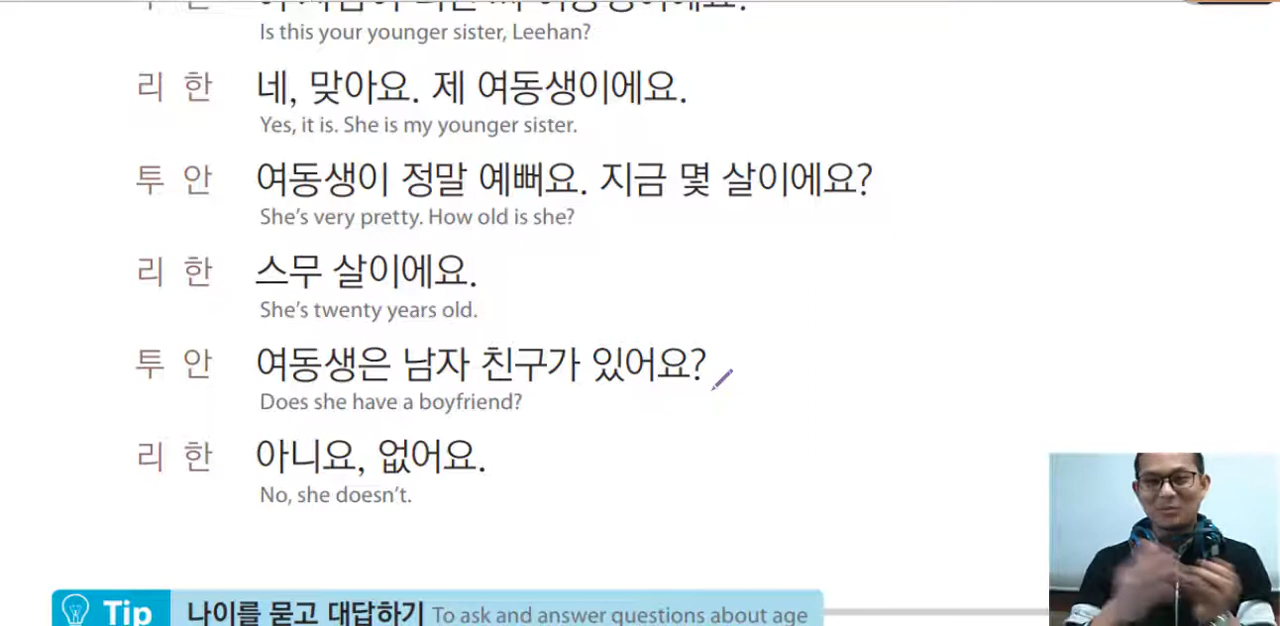 Is this your younger sister, Leehan?
리 한 네, 맞아요. 제 여동생이에요.
Yes, it is. She is my younger sister.
투 안 여동생이 정말 예뻐요. 지금 몇 살이에요?
She's very pretty. How old is she?
리 한 스무 살이에요.
She's twenty years old.
투 안 여동생은 남자 친구가 있어요?
Does she have a boyfriend?
리 한 아니요, 없어요.
No, she doesn't.
Tip 나이를 묻고 대답하기 To ask and answer questions about age